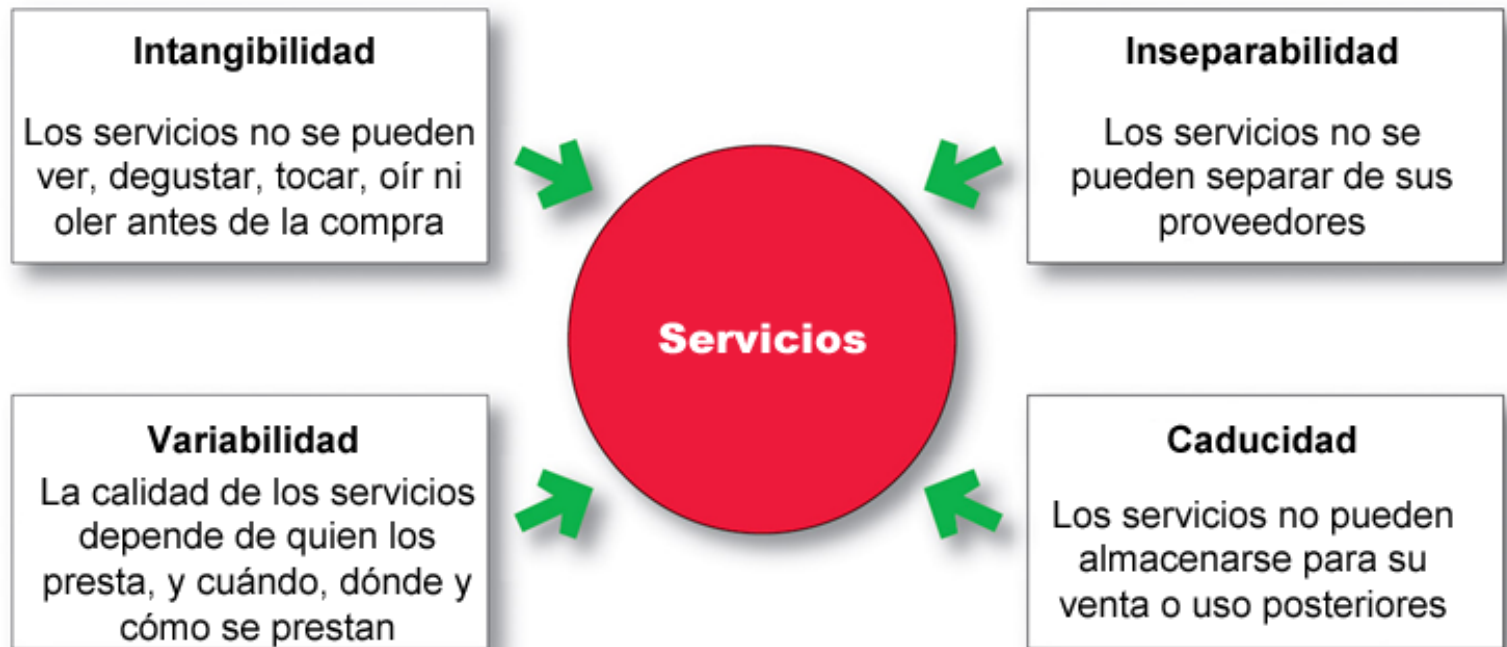 Intangibilidad
Los servicios no se pueden
ver, degustar, tocar, oír ni
oler antes de la compra
Inseparabilidad
Los servicios no se
pueden separar de sus
proveedores
Servicios
Variabilidad
La calidad de los servicios
depende de quien los
presta, y cuándo, dónde y
cómo se prestan
Caducidad
Los servicios no pueden
almacenarse para su
venta o uso posteriores